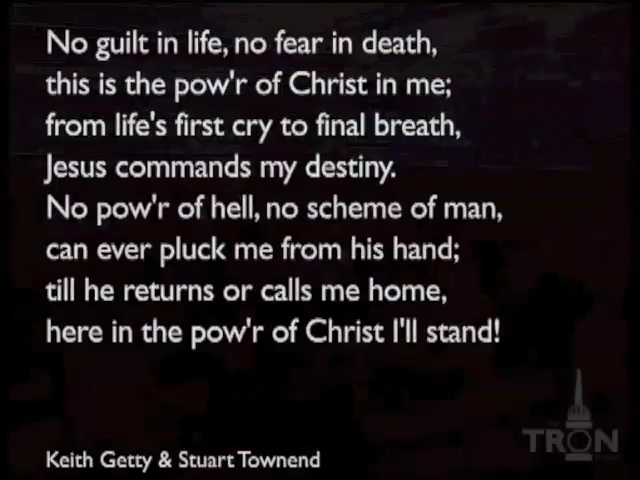 No guilt in life, no fear in death,
this is the pow'r of Christ in me;
from life's first cry to final breath,
Jesus commands my destiny.
No pow'r of hell, no scheme of man,
can ever pluck me from his hand;
till he returns or calls me home,
here in the pow'r of Christ I'll stand!
TRON
Keith Getty & Stuart Townend